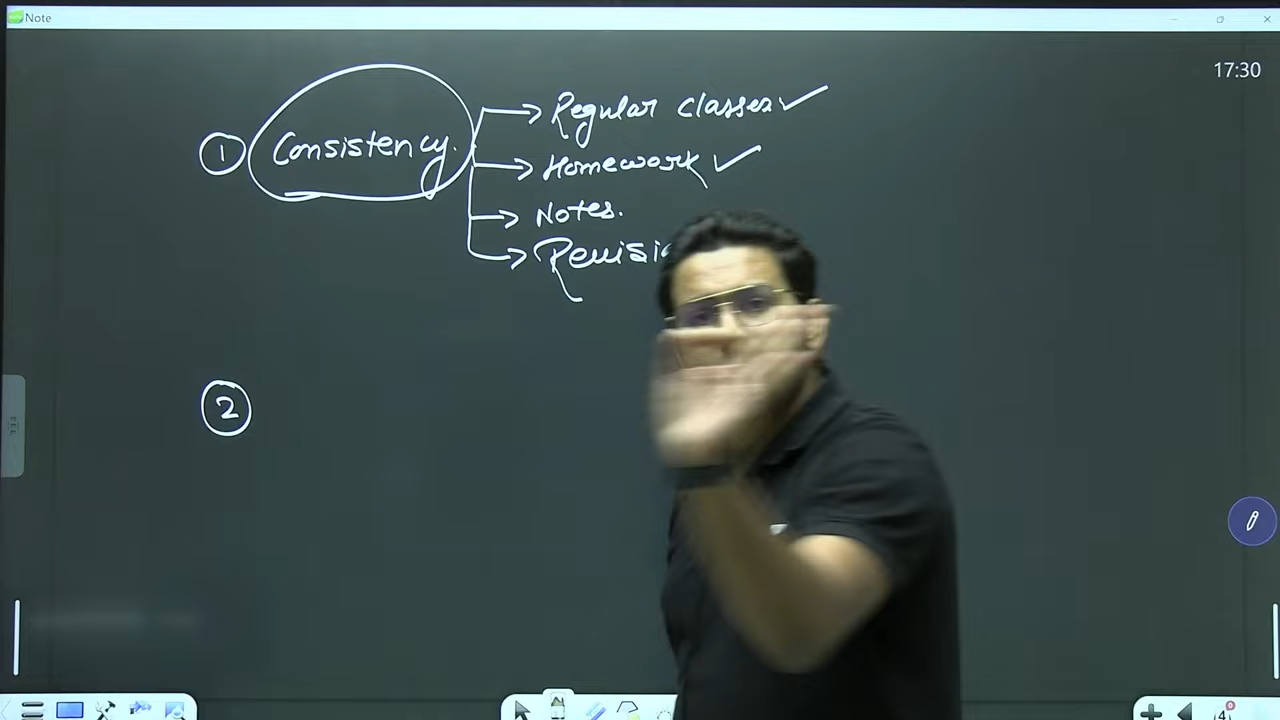 Note
17:30
① Consistency.
→ Regular classes ✓
→ Homework ✓
→ Notes.
②